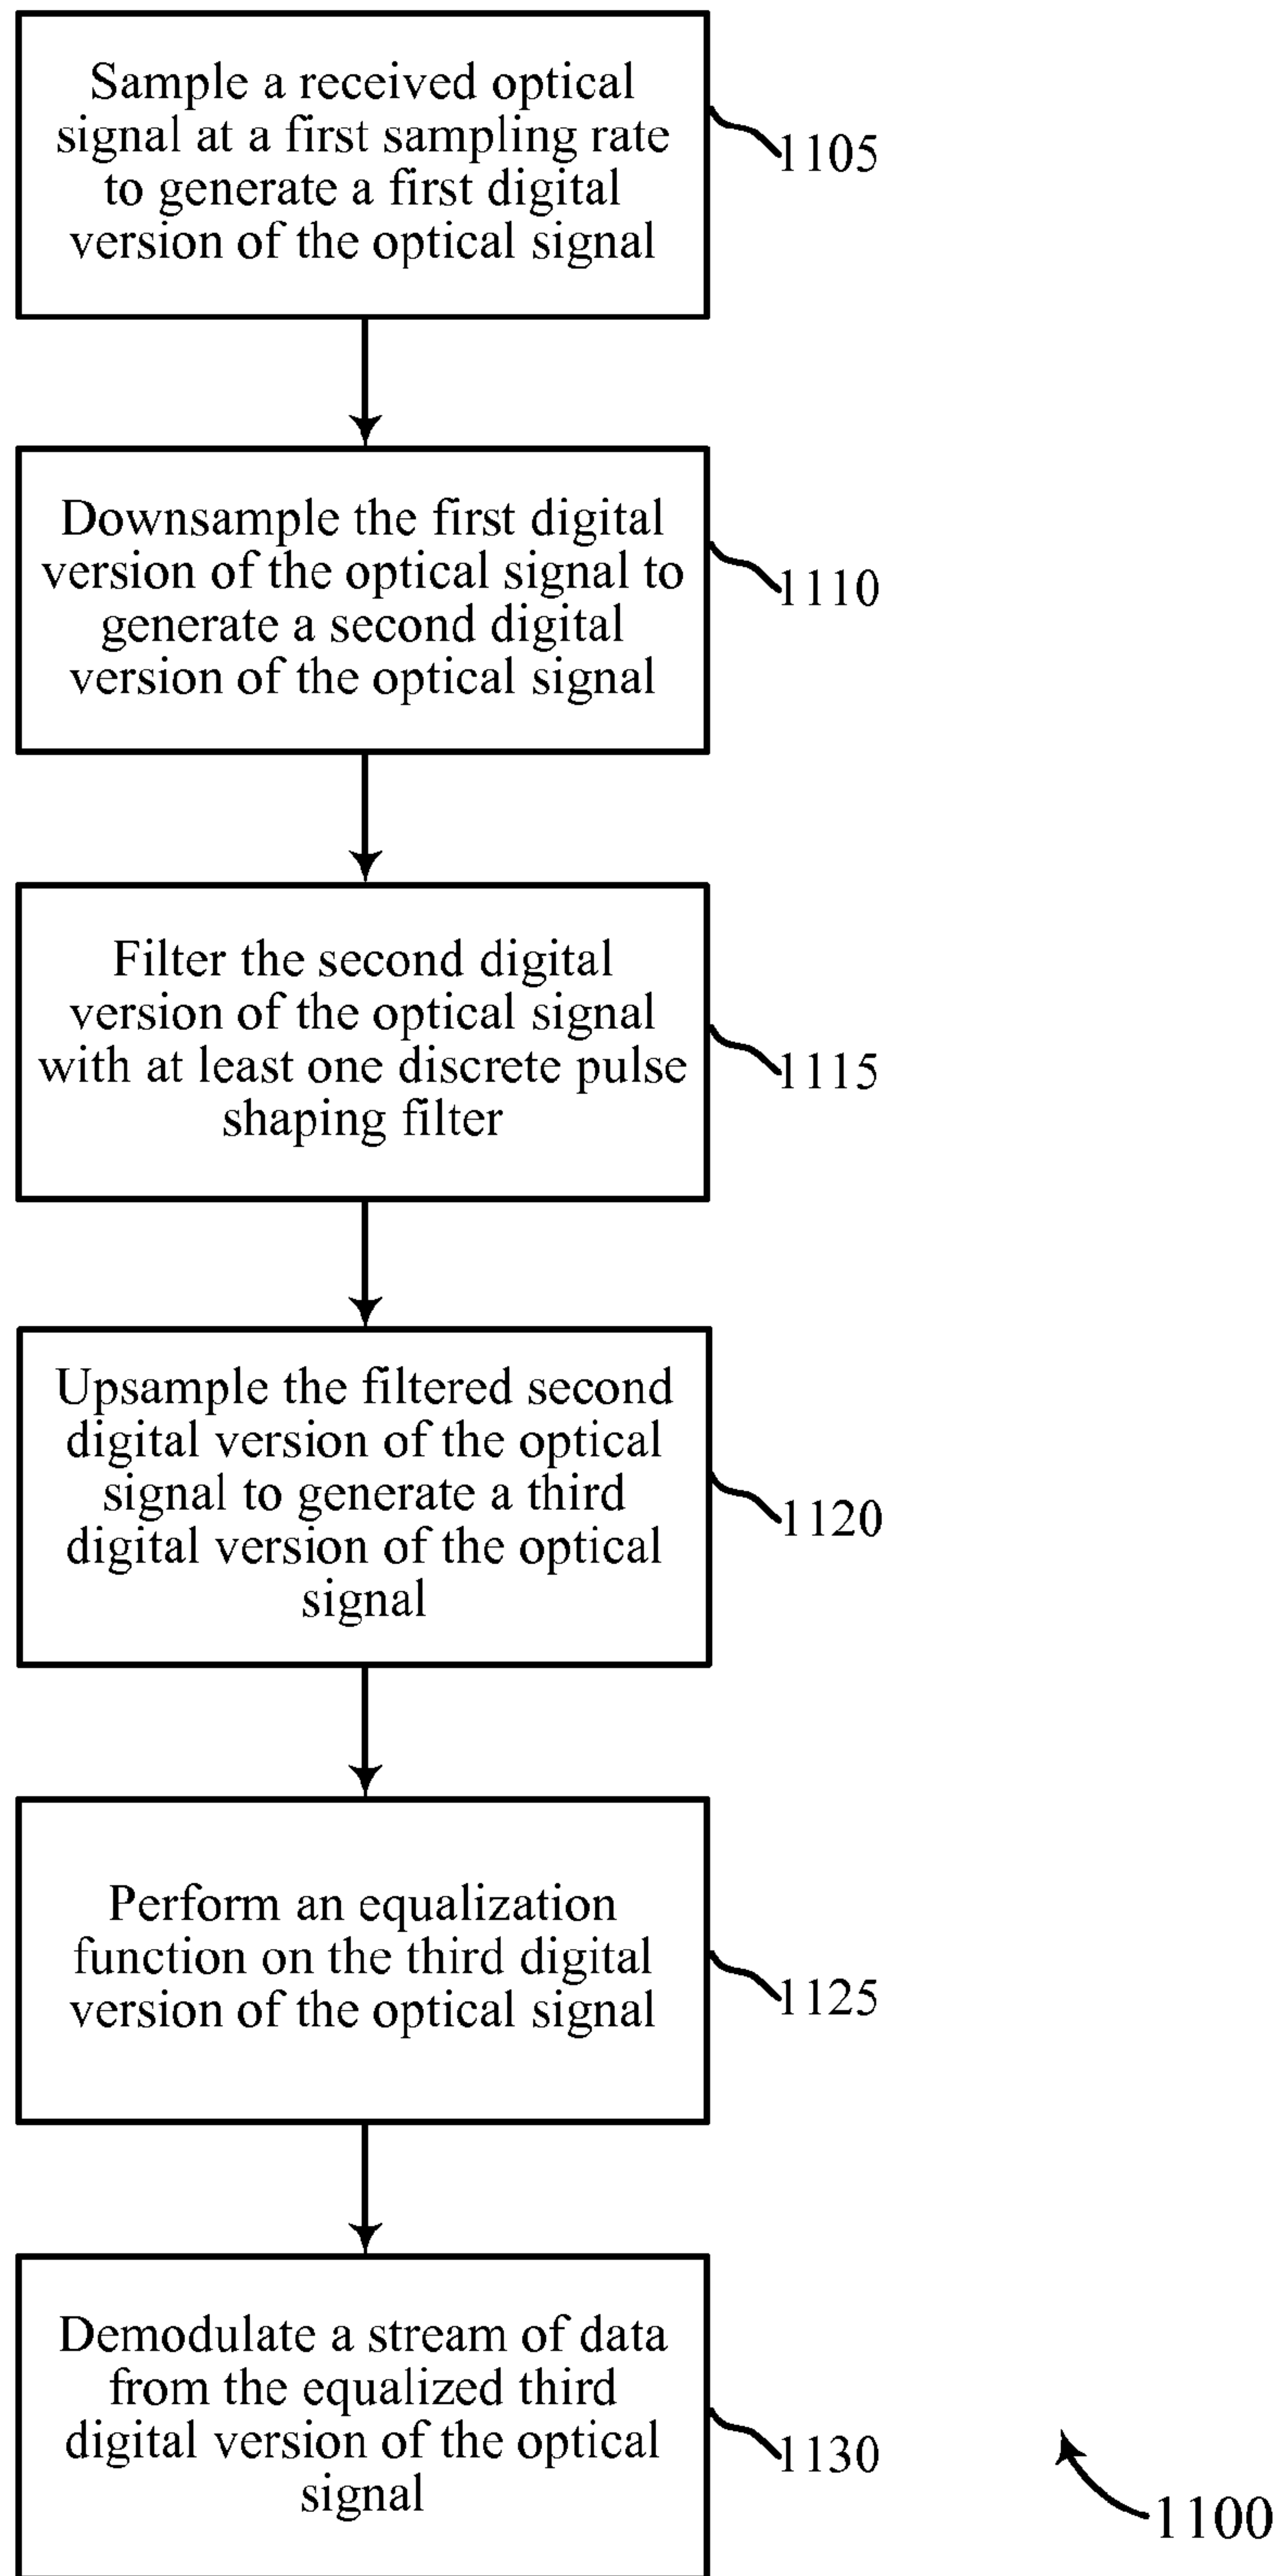 Sample a received optical
signal at a first sampling rate
to generate a first digital
version of the optical signal
1105
Downsample the first digital
version of the optical signal to
generate a second digital
version of the optical signal
1110
Filter the second digital
version of the optical signal
with at least one discrete pulse
shaping filter
1115
Upsample the filtered second
digital version of the optical
signal to generate a third
digital version of the optical
signal
1120
Perform an equalization
function on the third digital
version of the optical signal
1125
Demodulate a stream of data
from the equalized third
digital version of the optical
signal
1130
1100